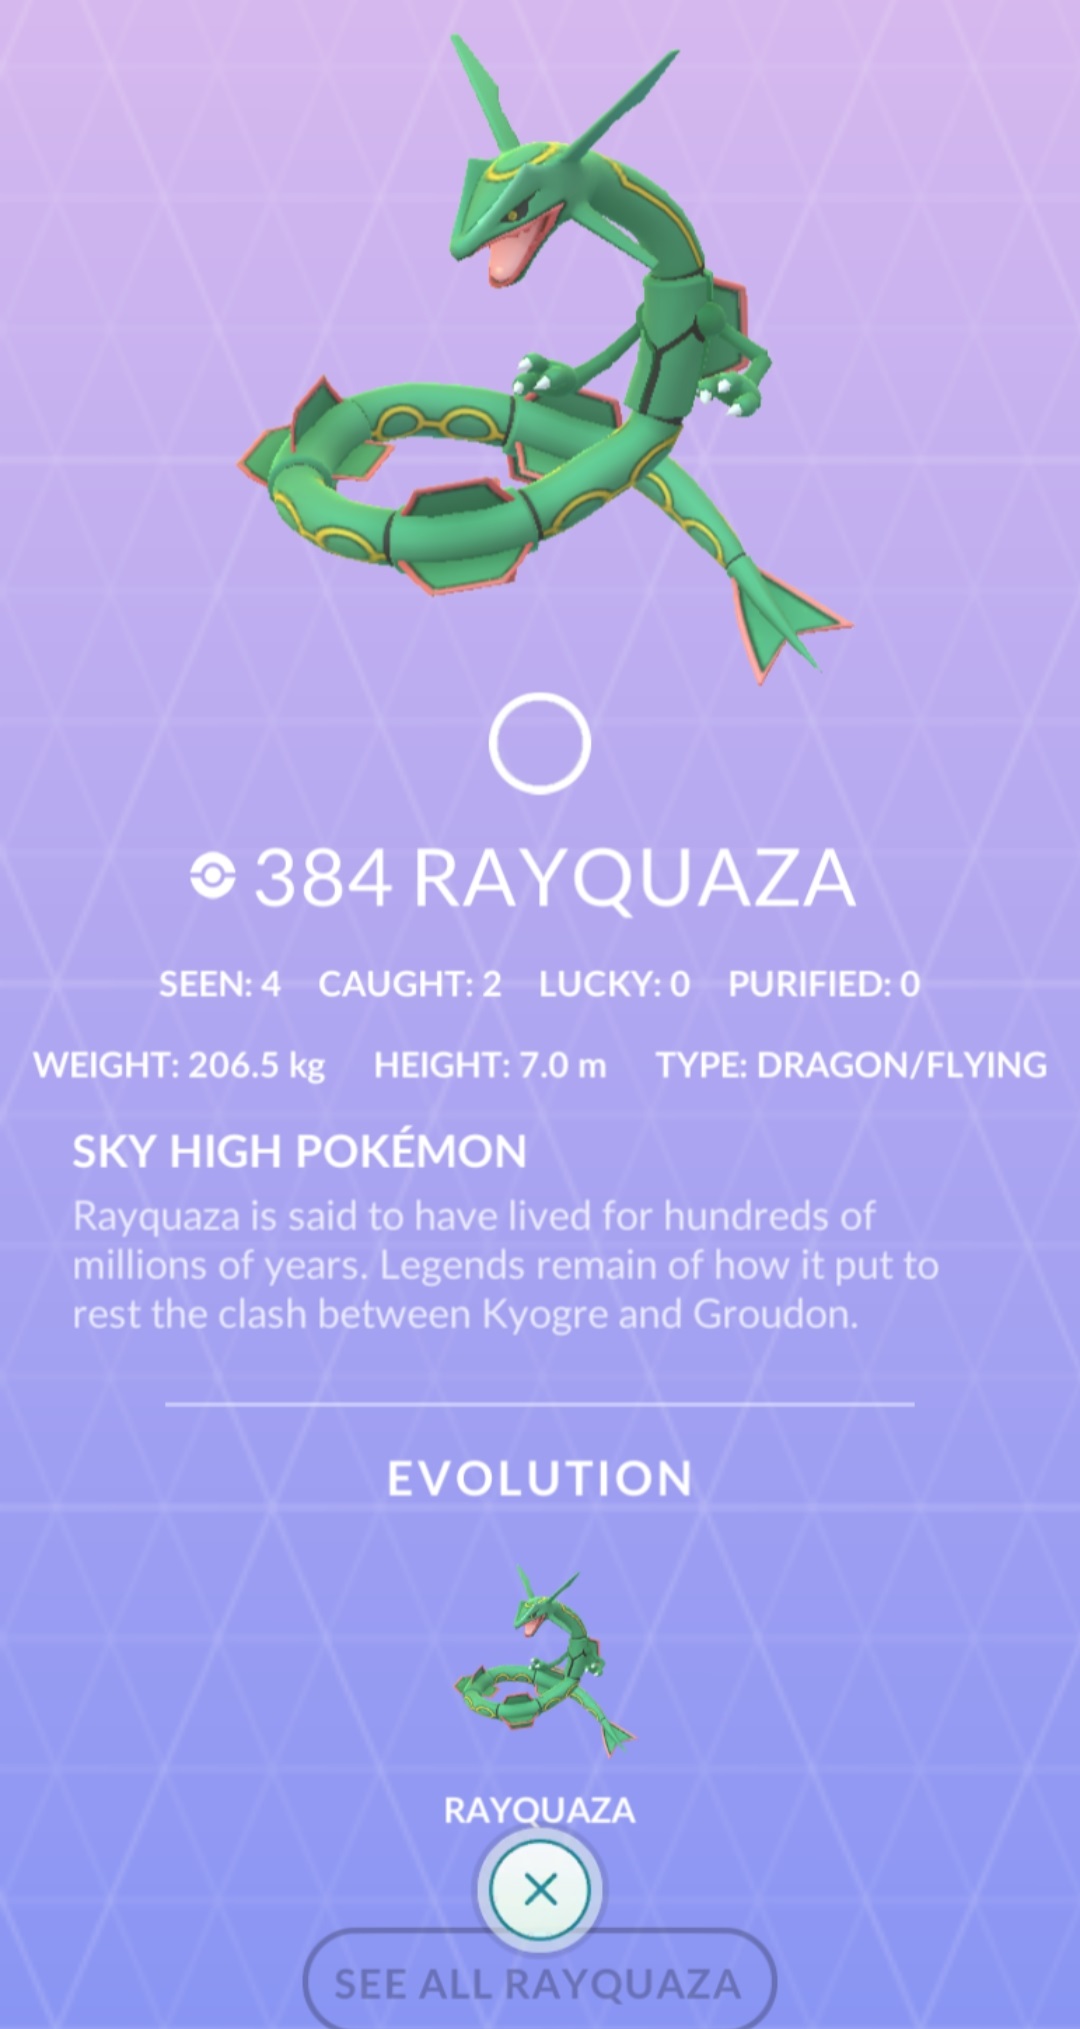 384 RAYQUAZA
SEEN: 4 CAUGHT: 2 LUCKY: 0 PURIFIED: 0
WEIGHT: 206.5 kg HEIGHT: 7.0 m TYPE: DRAGON/FLYING
SKY HIGH POKÉMON
Rayquaza is said to have lived for hundreds of
millions of years. Legends remain of how it put to
rest the clash between Kyogre and Groudon.
EVOLUTION
RAYQUAZA
SEE ALL RAYQUAZA